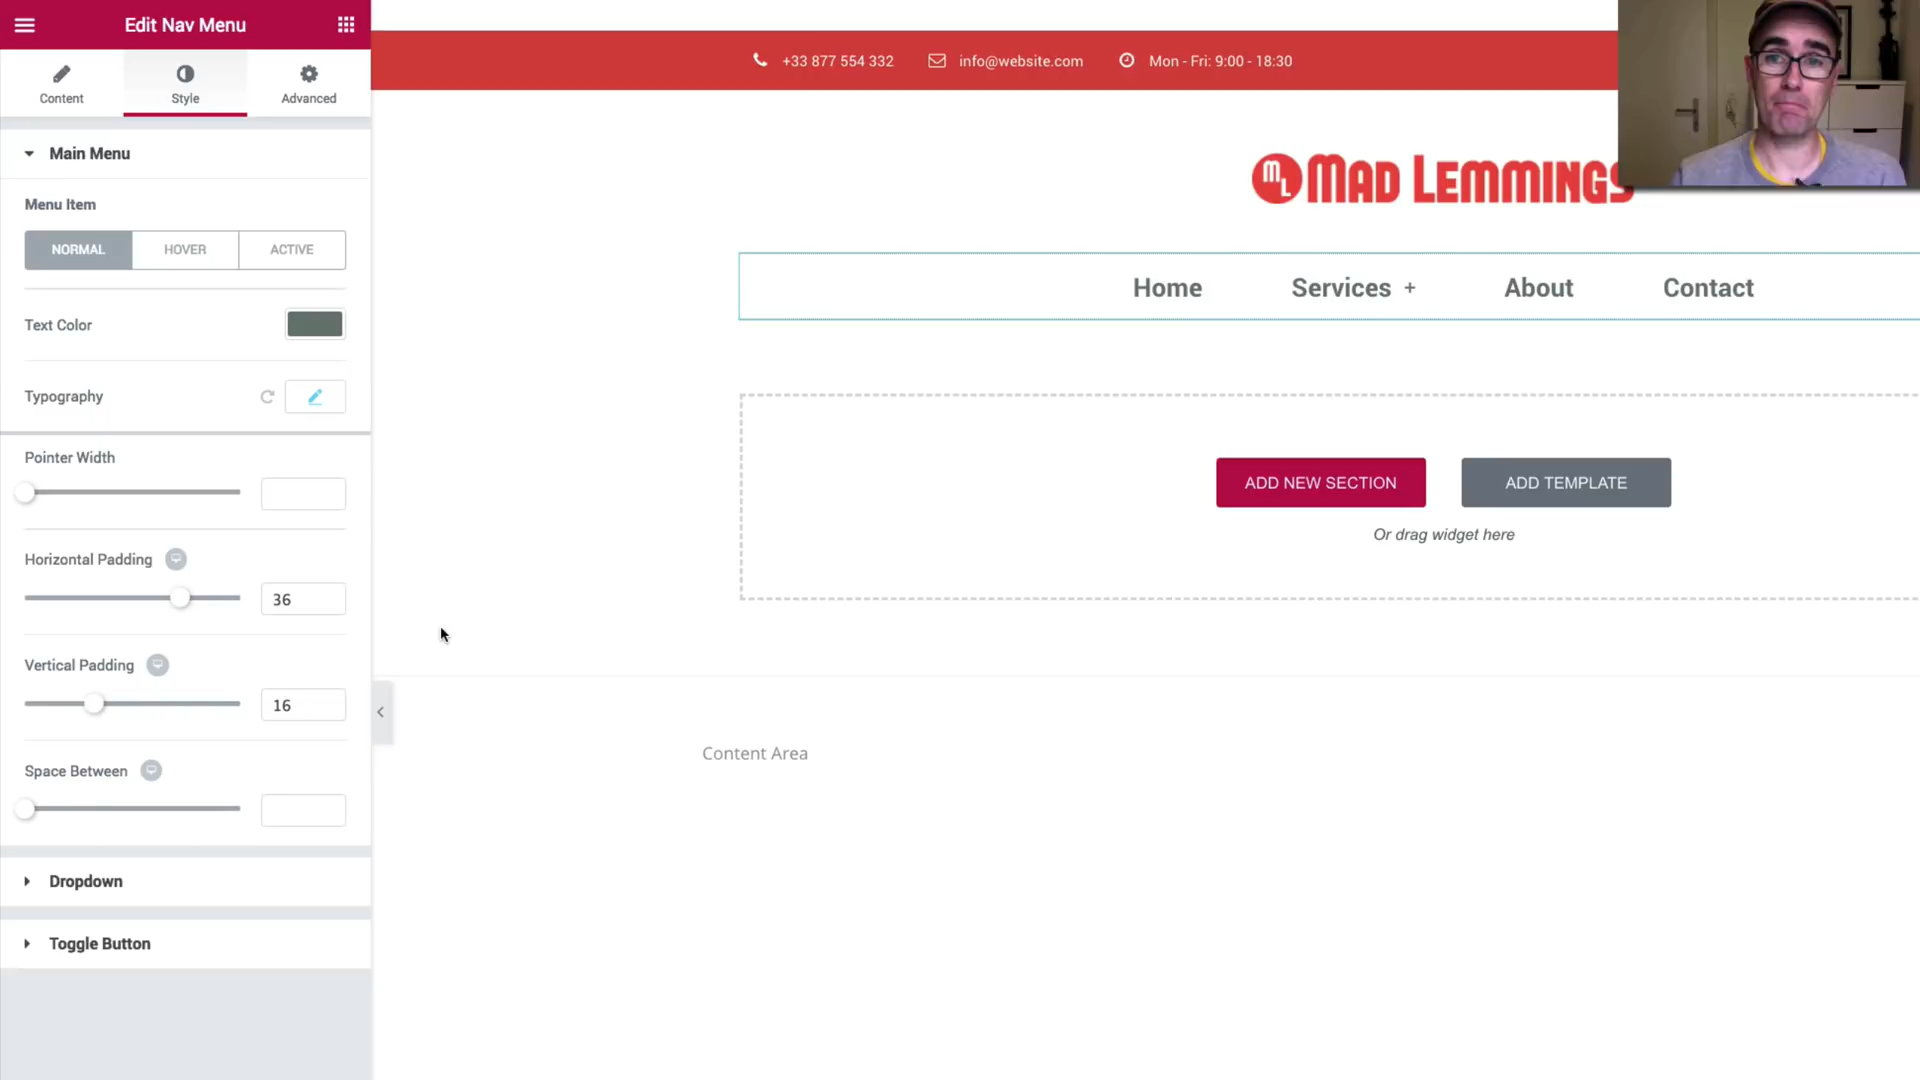 Edit Nav Menu
Content
Style
Advanced
Main Menu
Menu Item
NORMAL
HOVER
ACTIVE
Text Color
Typography
Pointer Width
Horizontal Padding
36
Vertical Padding
16
Space Between
Dropdown
Toggle Button
+33 877 554 332
info@website.com
Mon - Fri: 9:00 - 18:30
ML MAD LEMMINGS
Home
Services +
About
Contact
ADD NEW SECTION
ADD TEMPLATE
Or drag widget here
Content Area